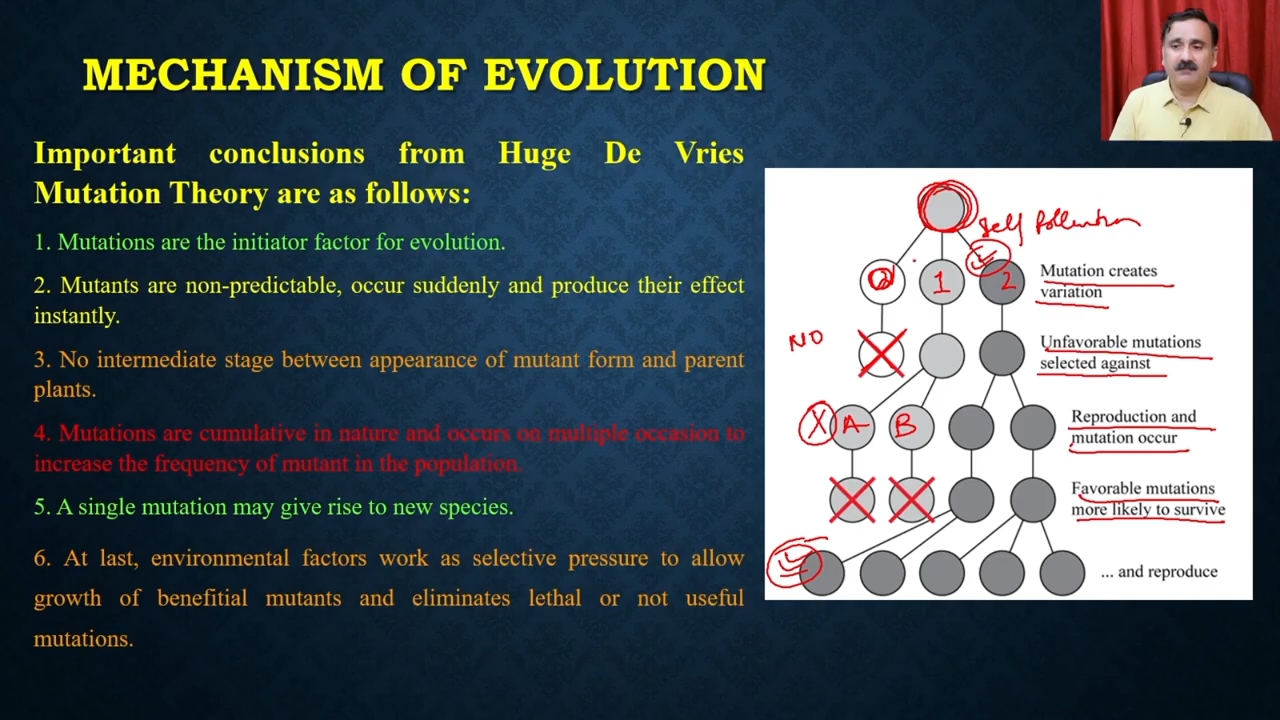 MECHANISM OF EVOLUTION
Important conclusions from Huge De Vries
Mutation Theory are as follows:
1. Mutations are the initiator factor for evolution.
2. Mutants are non-predictable, occur suddenly and produce their effect
instantly.
3. No intermediate stage between appearance of mutant form and parent
plants.
4. Mutations are cumulative in nature and occurs on multiple occasion to
increase the frequency of mutant in the population.
5. A single mutation may give rise to new species.
6. At last, environmental factors work as selective pressure to allow
growth of benefitial mutants and eliminates lethal or not useful
mutations.
Self
1 2
Mutation creates
variation
NO
Unfavorable mutations
selected against
X A B
Reproduction and
mutation occur
Favorable mutations
more likely to survive
... and reproduce